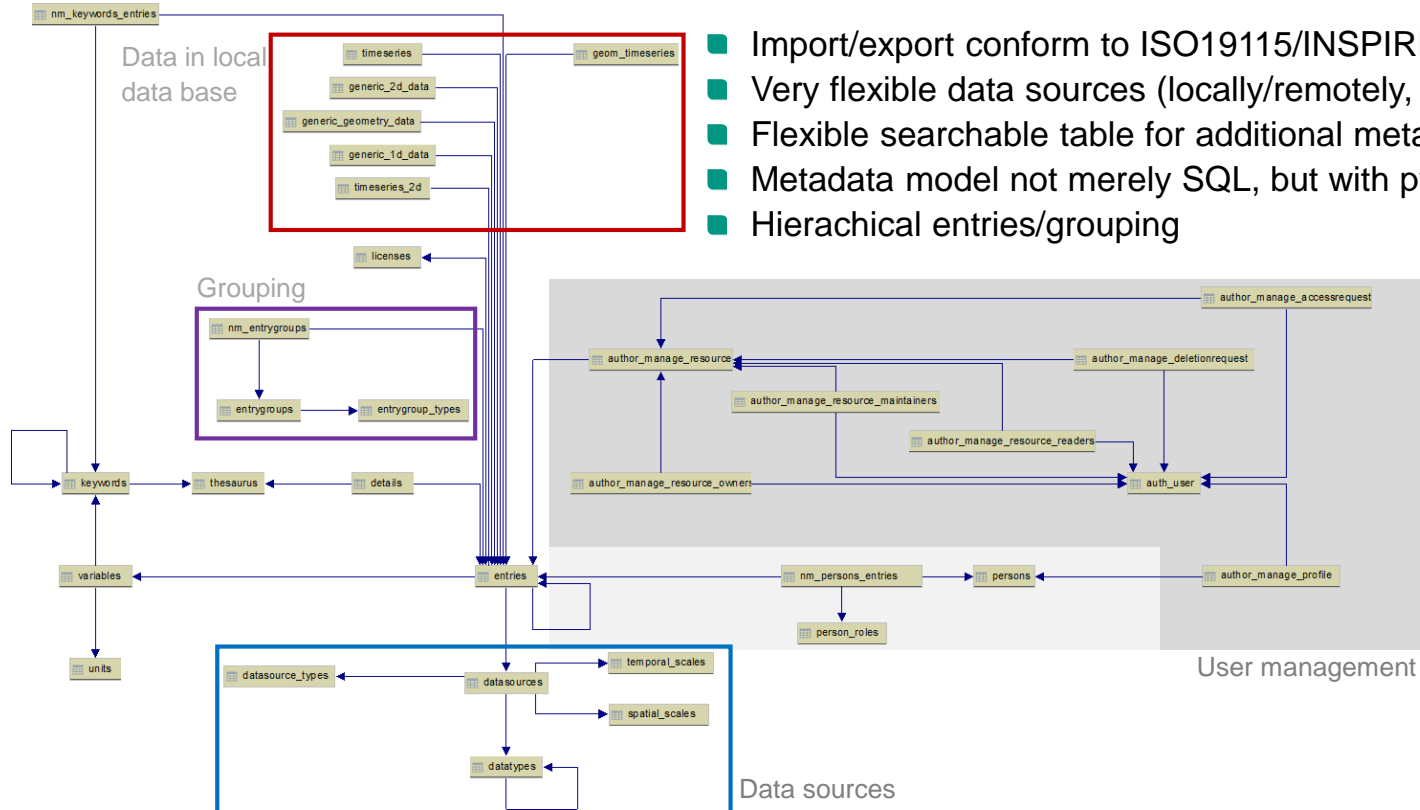 nm_keywords_entries
Data in local
data base
timeseries
geom_timeseries
generic_2d_data
generic_geometry_data
generic_1d_data
timeseries_2d
Import/export conform to ISO19115/INSPIR
Very flexible data sources (locally/remotely,
Flexible searchable table for additional meta
Metadata model not merely SQL, but with
Hierachical entries/grouping
licenses
Grouping
nm_entrygroups
entrygroups
entrygroup_types
author_manage_accessrequest
author_manage_resource
author_manage_deletionrequest
author_manage_resource_maintainers
author_manage_resource_readers
author_manage_resource_owners
auth_user
keywords
thesaurus
details
variables
entries
nm_persons_entries
persons
author_manage_profile
person_roles
units
User management
datasource_types
datasources
temporal_scales
spatial_scales
datatypes
Data sources